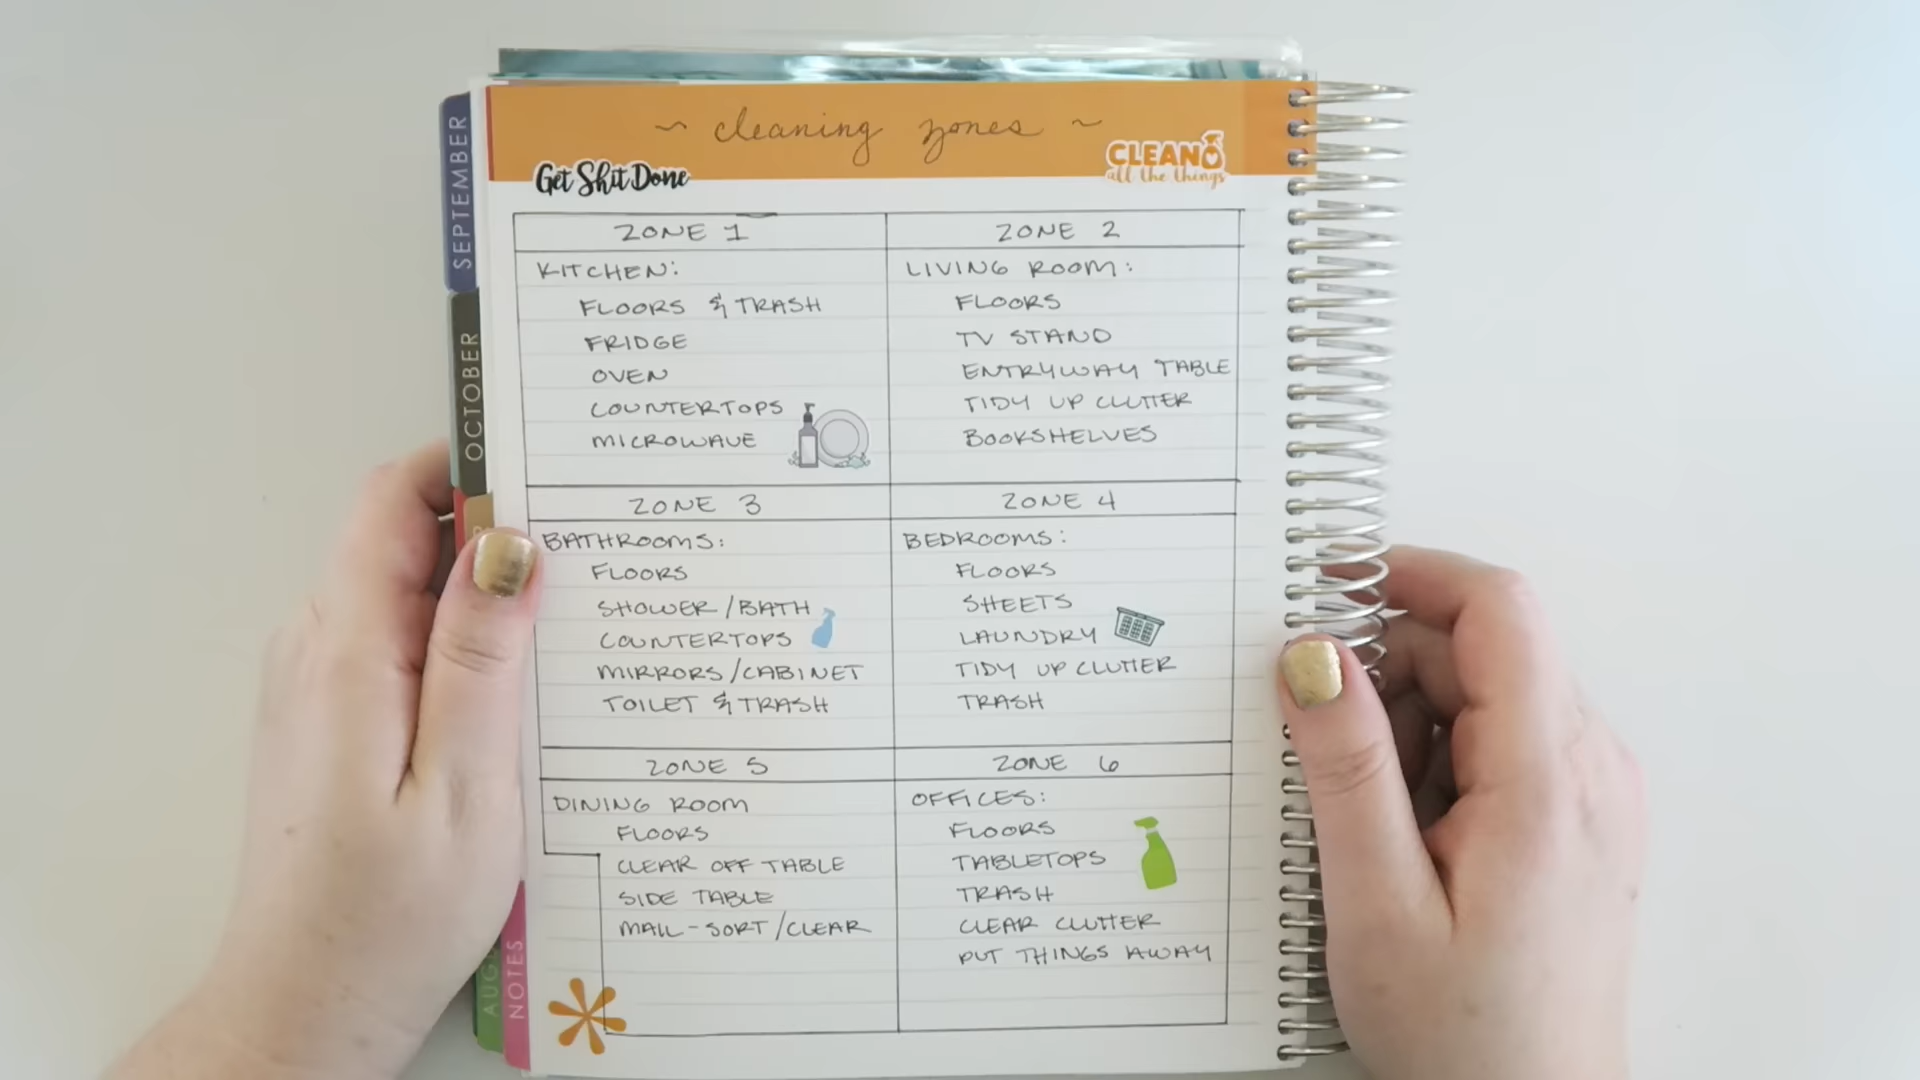 ~ cleaning zones ~
Get Shit Done
CLEAN
all the things
ZONE 1
KITCHEN:
FLOORS & TRASH
FRIDGE
OVEN
COUNTERTOPS
MICROWAVE
ZONE 2
LIVING ROOM:
FLOORS
TV STAND
ENTRYWAY TABLE
TIDY UP CLUTTER
BOOKSHELVES
ZONE 3
BATHROOMS:
FLOORS
SHOWER/BATH
COUNTERTOPS
MIRRORS/CABINET
TOILET & TRASH
ZONE 4
BEDROOMS:
FLOORS
SHEETS
LAUNDRY
TIDY UP CLUTTER
TRASH
ZONE 5
DINING ROOM
FLOORS
CLEAR OFF TABLE
SIDE TABLE
MAIL-SORT/CLEAR
ZONE 6
OFFICES:
FLOORS
TABLETOPS
TRASH
CLEAR CLUTTER
PUT THINGS AWAY
SEPTEMBER
OCTOBER
NOTES